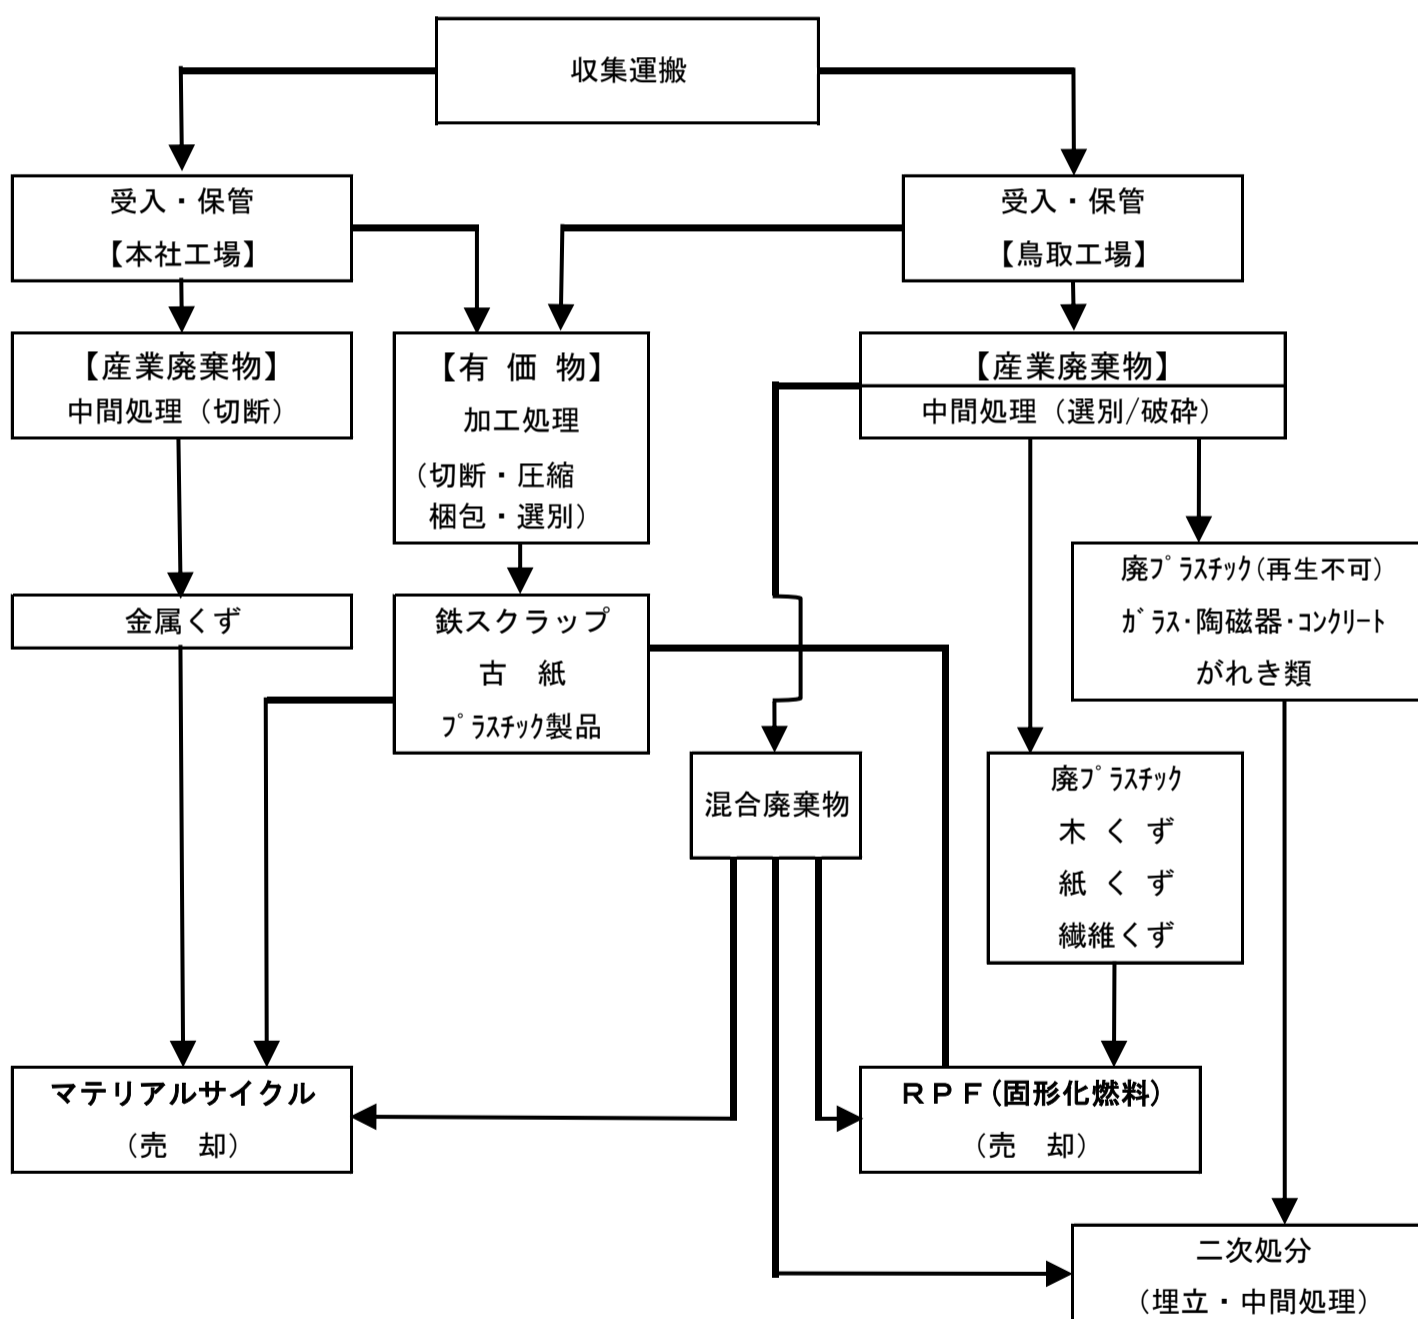 収集運搬
受入・保管
【本社工場】
受入・保管
【鳥取工場】
【産業廃棄物】
中間処理（切断）
【有 価 物】
加工処理
（切断・圧縮
梱包・選別）
【産業廃棄物】
中間処理（選別/破砕）
廃ﾌﾟﾗｽﾁｯｸ(再生不可)
ｶﾞﾗｽ・陶磁器・ｺﾝｸﾘｰﾄ
がれき類
金属くず
鉄スクラップ
古　紙
ﾌﾟﾗｽﾁｯｸ製品
混合廃棄物
廃ﾌﾟﾗｽﾁｯｸ
木 く ず
紙 く ず
繊維くず
マテリアルサイクル
（売　却）
ＲＰＦ(固形化燃料)
（売　却）
二次処分
（埋立・中間処理）